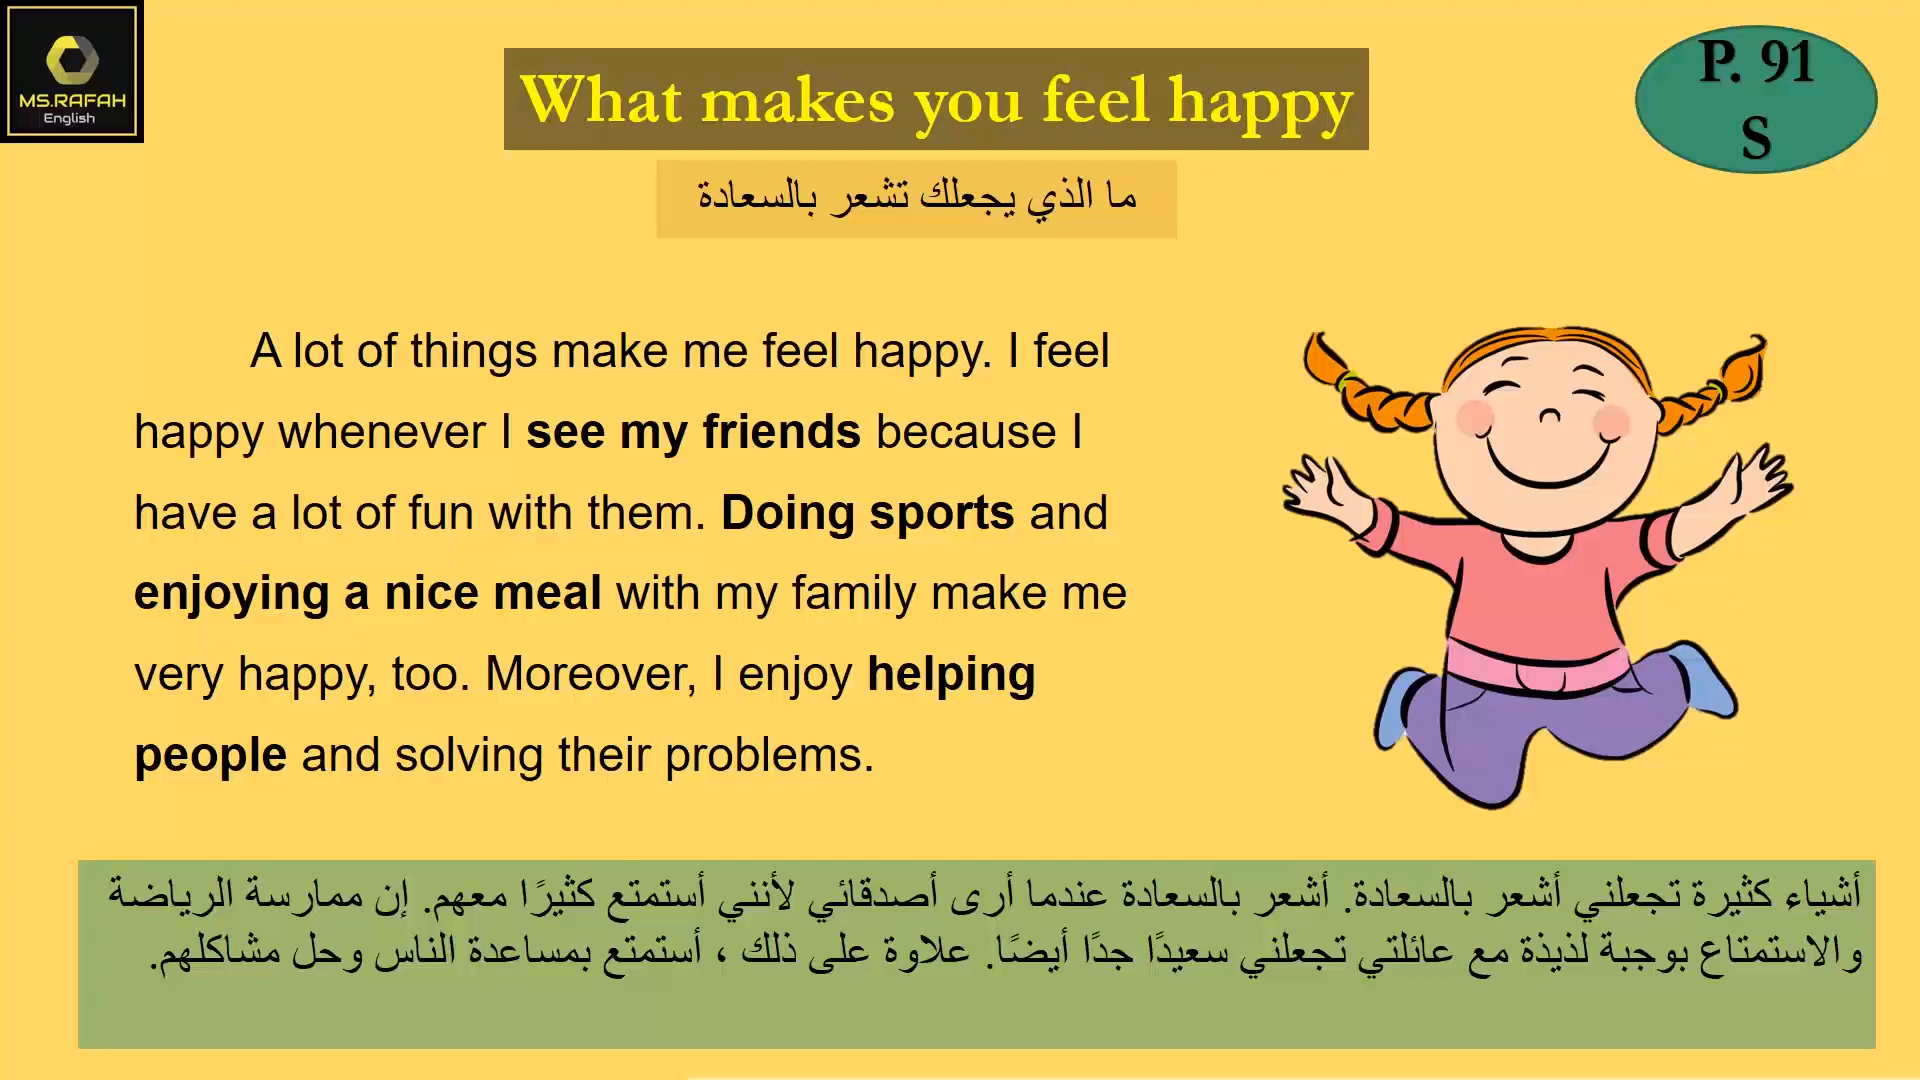 MS.RAFAH
English
What makes you feel happy
P. 91
S
ما الذي يجعلك تشعر بالسعادة
A lot of things make me feel happy. I feel
happy whenever I see my friends because I
have a lot of fun with them. Doing sports and
enjoying a nice meal with my family make me
very happy, too. Moreover, I enjoy helping
people and solving their problems.
أشياء كثيرة تجعلني أشعر بالسعادة. أشعر بالسعادة عندما أرى أصدقائي لأنني أستمتع كثيرًا معهم. إن ممارسة الرياضة
والاستمتاع بوجبة لذيذة مع عائلتي تجعلني سعيدًا جدًا أيضًا. علاوة على ذلك ، أستمتع بمساعدة الناس وحل مشاكلهم.